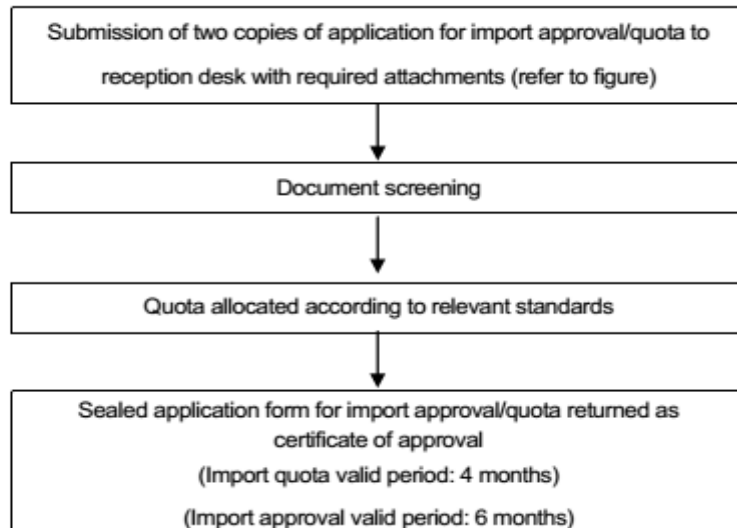 Submission of two copies of application for import approval/quota to
reception desk with required attachments (refer to figure)
Document screening
Quota allocated according to relevant standards
Sealed application form for import approval/quota returned as
certificate of approval
(Import quota valid period: 4 months)
(Import approval valid period: 6 months)